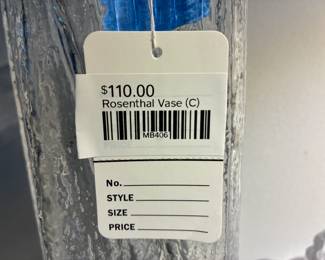 $110.00
Rosenthal Vase (C)
MB406
No.
STYLE
SIZE
PRICE